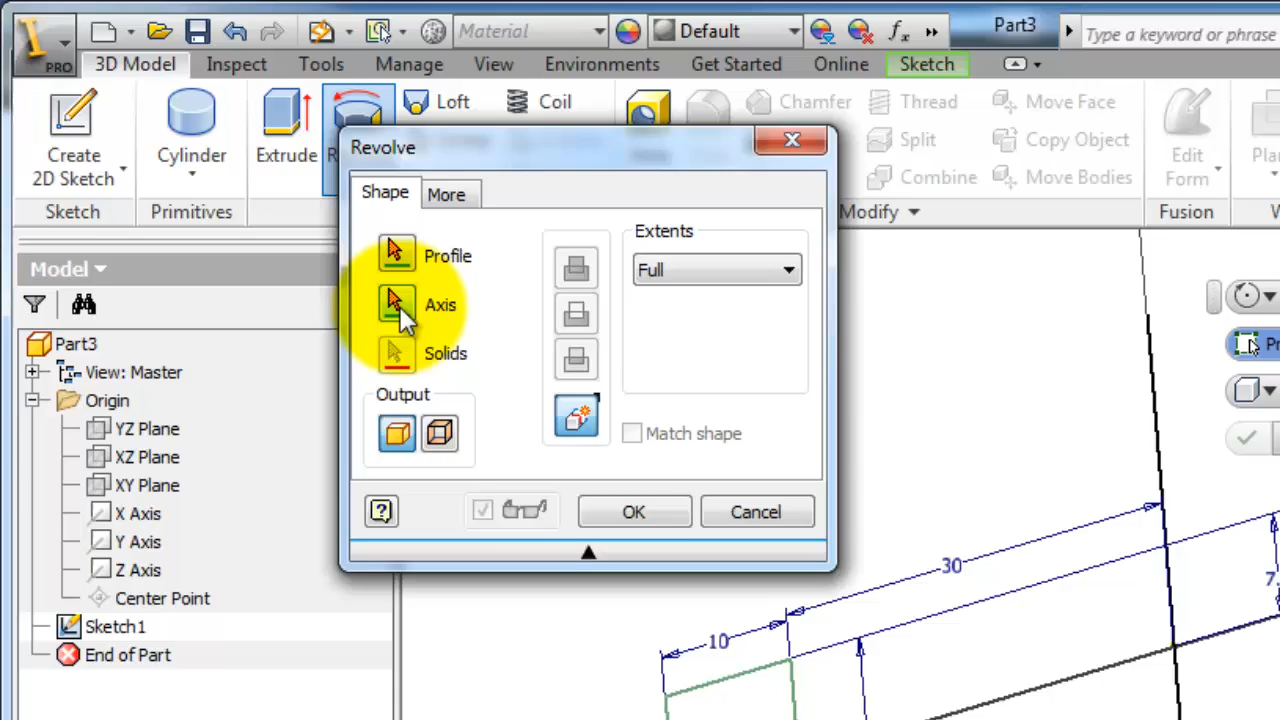 PRO
Material
Default
fx
Part3
Type a keyword or phrase
3D Model
Inspect
Tools
Manage
View
Environments
Get Started
Online
Sketch
Create
2D Sketch
Cylinder
Extrude
Loft
Coil
Chamfer
Thread
Split
Combine
Move Face
Copy Object
Move Bodies
Edit
Form
Sketch
Primitives
Modify
Fusion
Revolve
Shape
More
Profile
Axis
Solids
Output
Extents
Full
Match shape
OK
Cancel
Model
Part3
View: Master
Origin
YZ Plane
XZ Plane
XY Plane
X Axis
Y Axis
Z Axis
Center Point
Sketch1
End of Part
30
10
7.
Pr